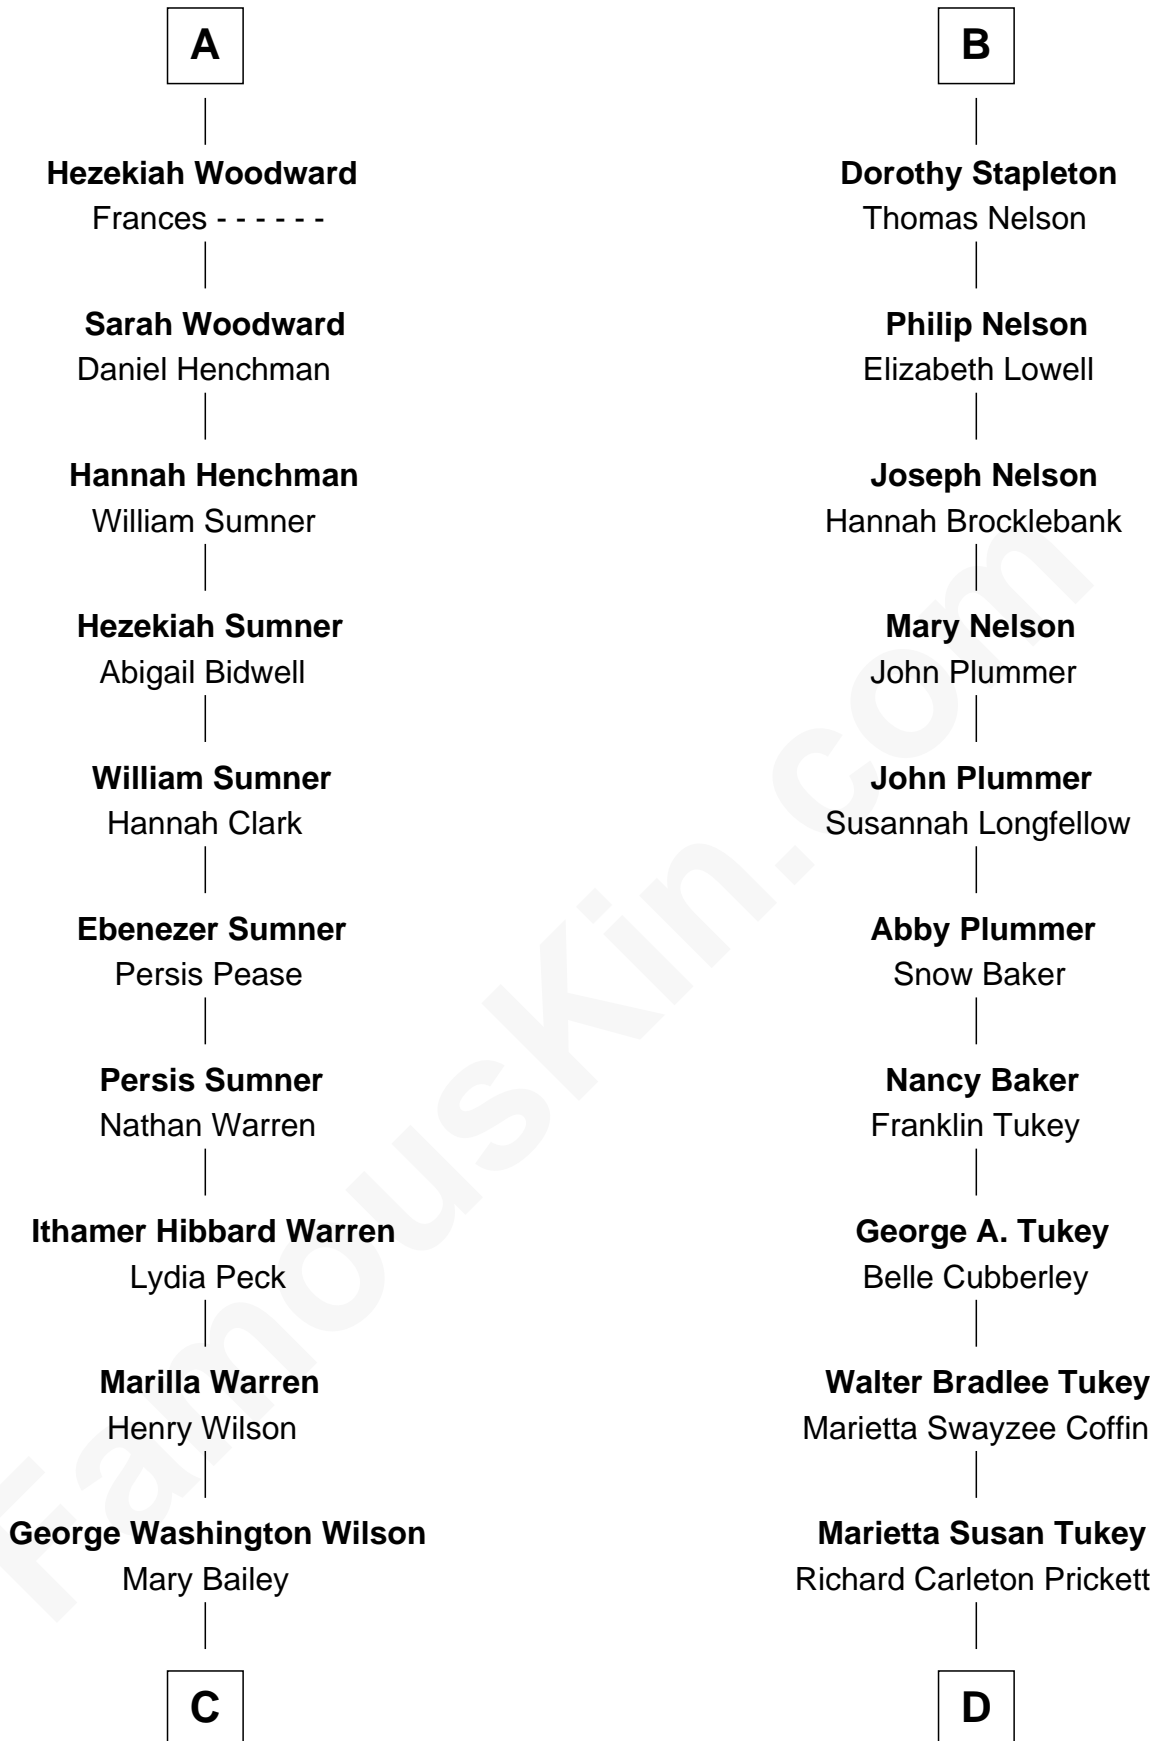 A
Hezekiah Woodward
Frances - - - - - -
Sarah Woodward
Daniel Henchman
Hannah Henchman
William Sumner
Hezekiah Sumner
Abigail Bidwell
William Sumner
Hannah Clark
Ebenezer Sumner
Persis Pease
Persis Sumner
Nathan Warren
Ithamer Hibbard Warren
Lydia Peck
Marilla Warren
Henry Wilson
George Washington Wilson
Mary Bailey
C
B
Dorothy Stapleton
Thomas Nelson
Philip Nelson
Elizabeth Lowell
Joseph Nelson
Hannah Brocklebank
Mary Nelson
John Plummer
John Plummer
Susannah Longfellow
Abby Plummer
Snow Baker
Nancy Baker
Franklin Tukey
George A. Tukey
Belle Cubberley
Walter Bradlee Tukey
Marietta Swayzee Coffin
Marietta Susan Tukey
Richard Carleton Prickett
D
FamousKin.com